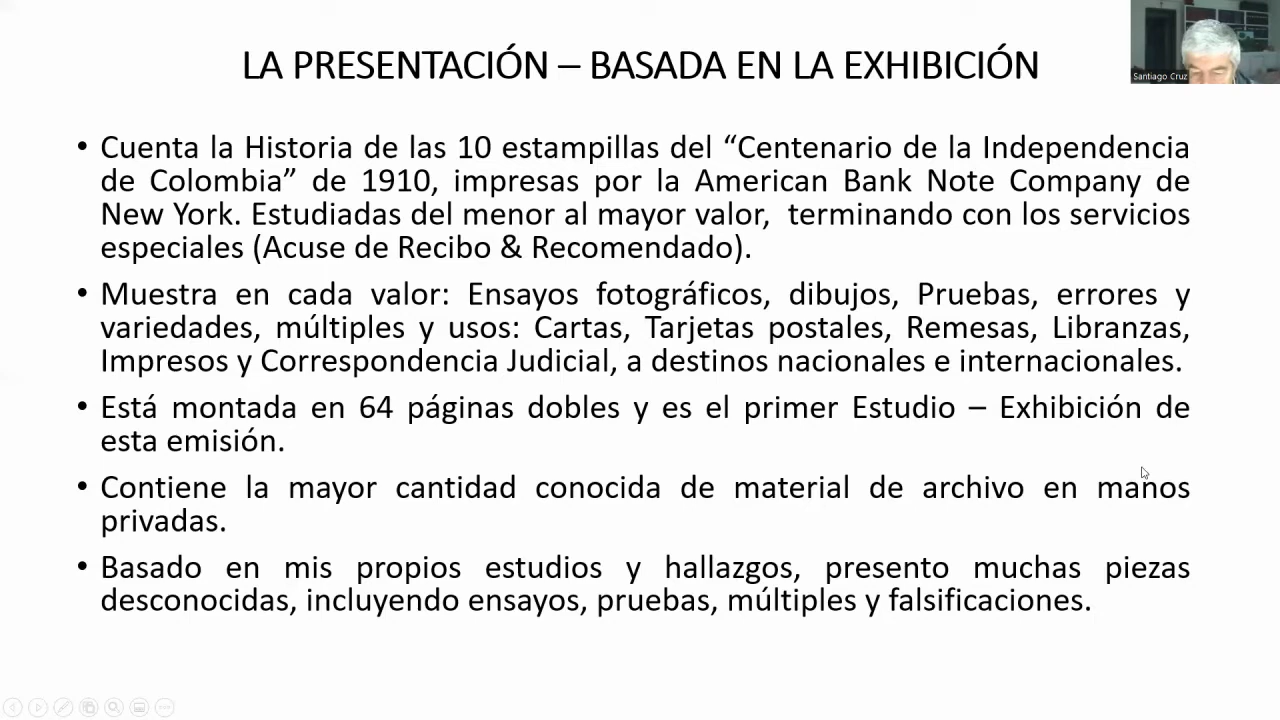 LA PRESENTACIÓN – BASADA EN LA EXHIBICIÓN
Santiago Cruz
• Cuenta la Historia de las 10 estampillas del “Centenario de la Independencia
de Colombia” de 1910, impresas por la American Bank Note Company de
New York. Estudiadas del menor al mayor valor,  terminando con los servicios
especiales (Acuse de Recibo & Recomendado).
• Muestra en cada valor: Ensayos fotográficos, dibujos, Pruebas, errores y
variedades, múltiples y usos: Cartas, Tarjetas postales, Remesas, Libranzas,
Impresos y Correspondencia Judicial, a destinos nacionales e internacionales.
• Está montada en 64 páginas dobles y es el primer Estudio – Exhibición de
esta emisión.
• Contiene la mayor cantidad conocida de material de archivo en manos
privadas.
• Basado en mis propios estudios y hallazgos, presento muchas piezas
desconocidas, incluyendo ensayos, pruebas, múltiples y falsificaciones.